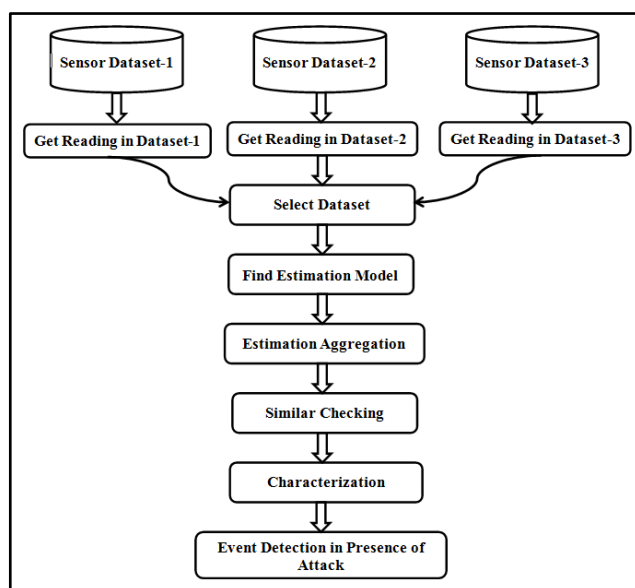 Sensor Dataset-1
Sensor Dataset-2
Sensor Dataset-3
Get Reading in Dataset-1
Get Reading in Dataset-2
Get Reading in Dataset-3
Select Dataset
Find Estimation Model
Estimation Aggregation
Similar Checking
Characterization
Event Detection in Presence of
Attack